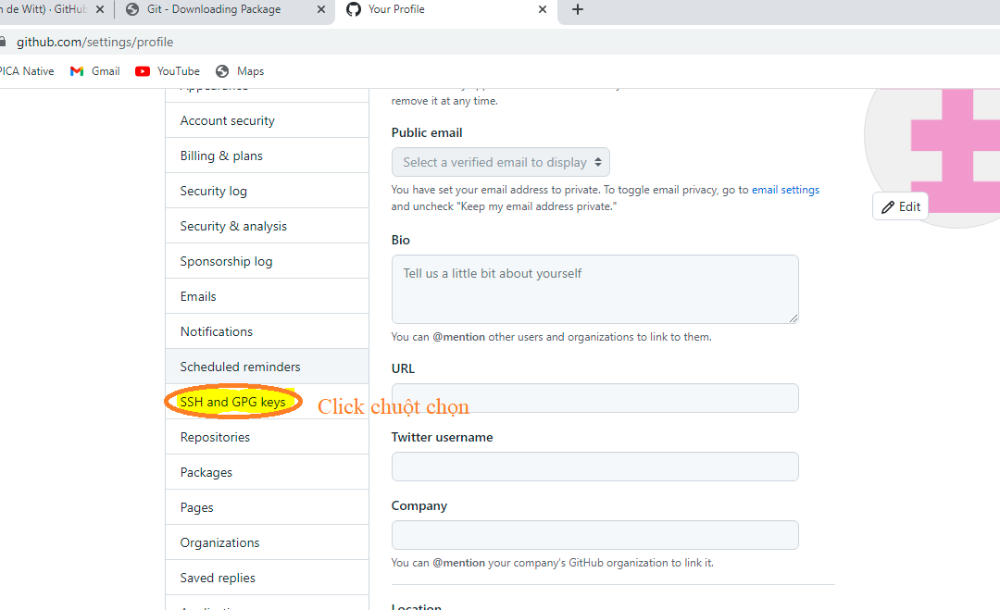 n de Witt) · GitHub
Git - Downloading Package
Your Profile
github.com/settings/profile
PICA Native
Gmail
YouTube
Maps
Appearance
Account security
Billing & plans
Security log
Security & analysis
Sponsorship log
Emails
Notifications
Scheduled reminders
SSH and GPG keys
Click chuột chọn
Repositories
Packages
Pages
Organizations
Saved replies
remove it at any time.
Public email
Select a verified email to display
You have set your email address to private. To toggle email privacy, go to email settings
and uncheck "Keep my email address private."
Edit
Bio
Tell us a little bit about yourself
You can @mention other users and organizations to link to them.
URL
Twitter username
Company
You can @mention your company's GitHub organization to link it.
Location